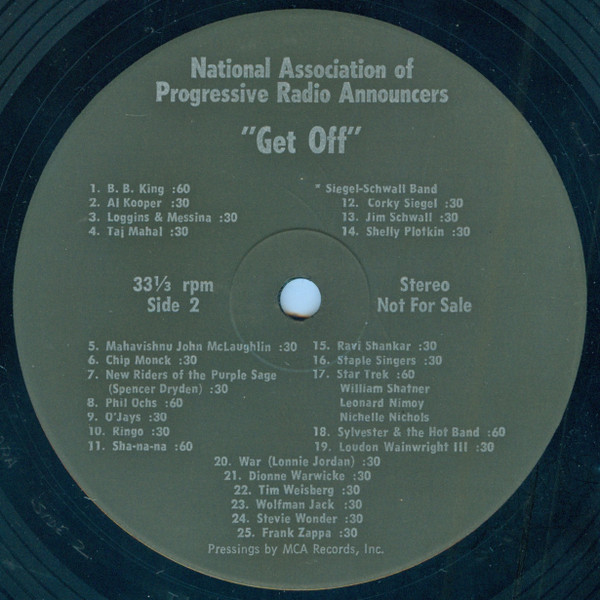 National Association of
Progressive Radio Announcers
"Get Off"
1. B. B. King :60
2. Al Kooper :30
3. Loggins & Messina :30
4. Taj Mahal :30
* Siegel-Schwall Band
12. Corky Siegel :30
13. Jim Schwall :30
14. Shelly Plotkin :30
33⅓ rpm
Side 2
Stereo
Not For Sale
5. Mahavishnu John McLaughlin :30
6. Chip Monck :30
7. New Riders of the Purple Sage
(Spencer Dryden) :30
8. Phil Ochs :60
9. O'Jays :30
10. Ringo :30
11. Sha-na-na :60
15. Ravi Shankar :30
16. Staple Singers :30
17. Star Trek :60
William Shatner
Leonard Nimoy
Nichelle Nichols
18. Sylvester & the Hot Band :60
19. Loudon Wainwright III :30
20. War (Lonnie Jordan) :30
21. Dionne Warwicke :30
22. Tim Weisberg :30
23. Wolfman Jack :30
24. Stevie Wonder :30
25. Frank Zappa :30
Pressings by MCA Records, Inc.
SIDE 2